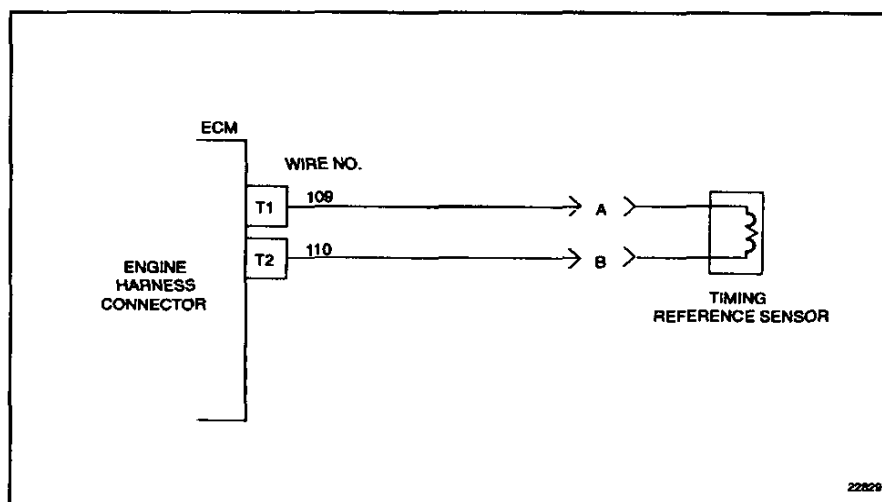 ECM
WIRE NO.
T1
109
A
T2
110
B
ENGINE
HARNESS
CONNECTOR
TIMING
REFERENCE SENSOR
22829